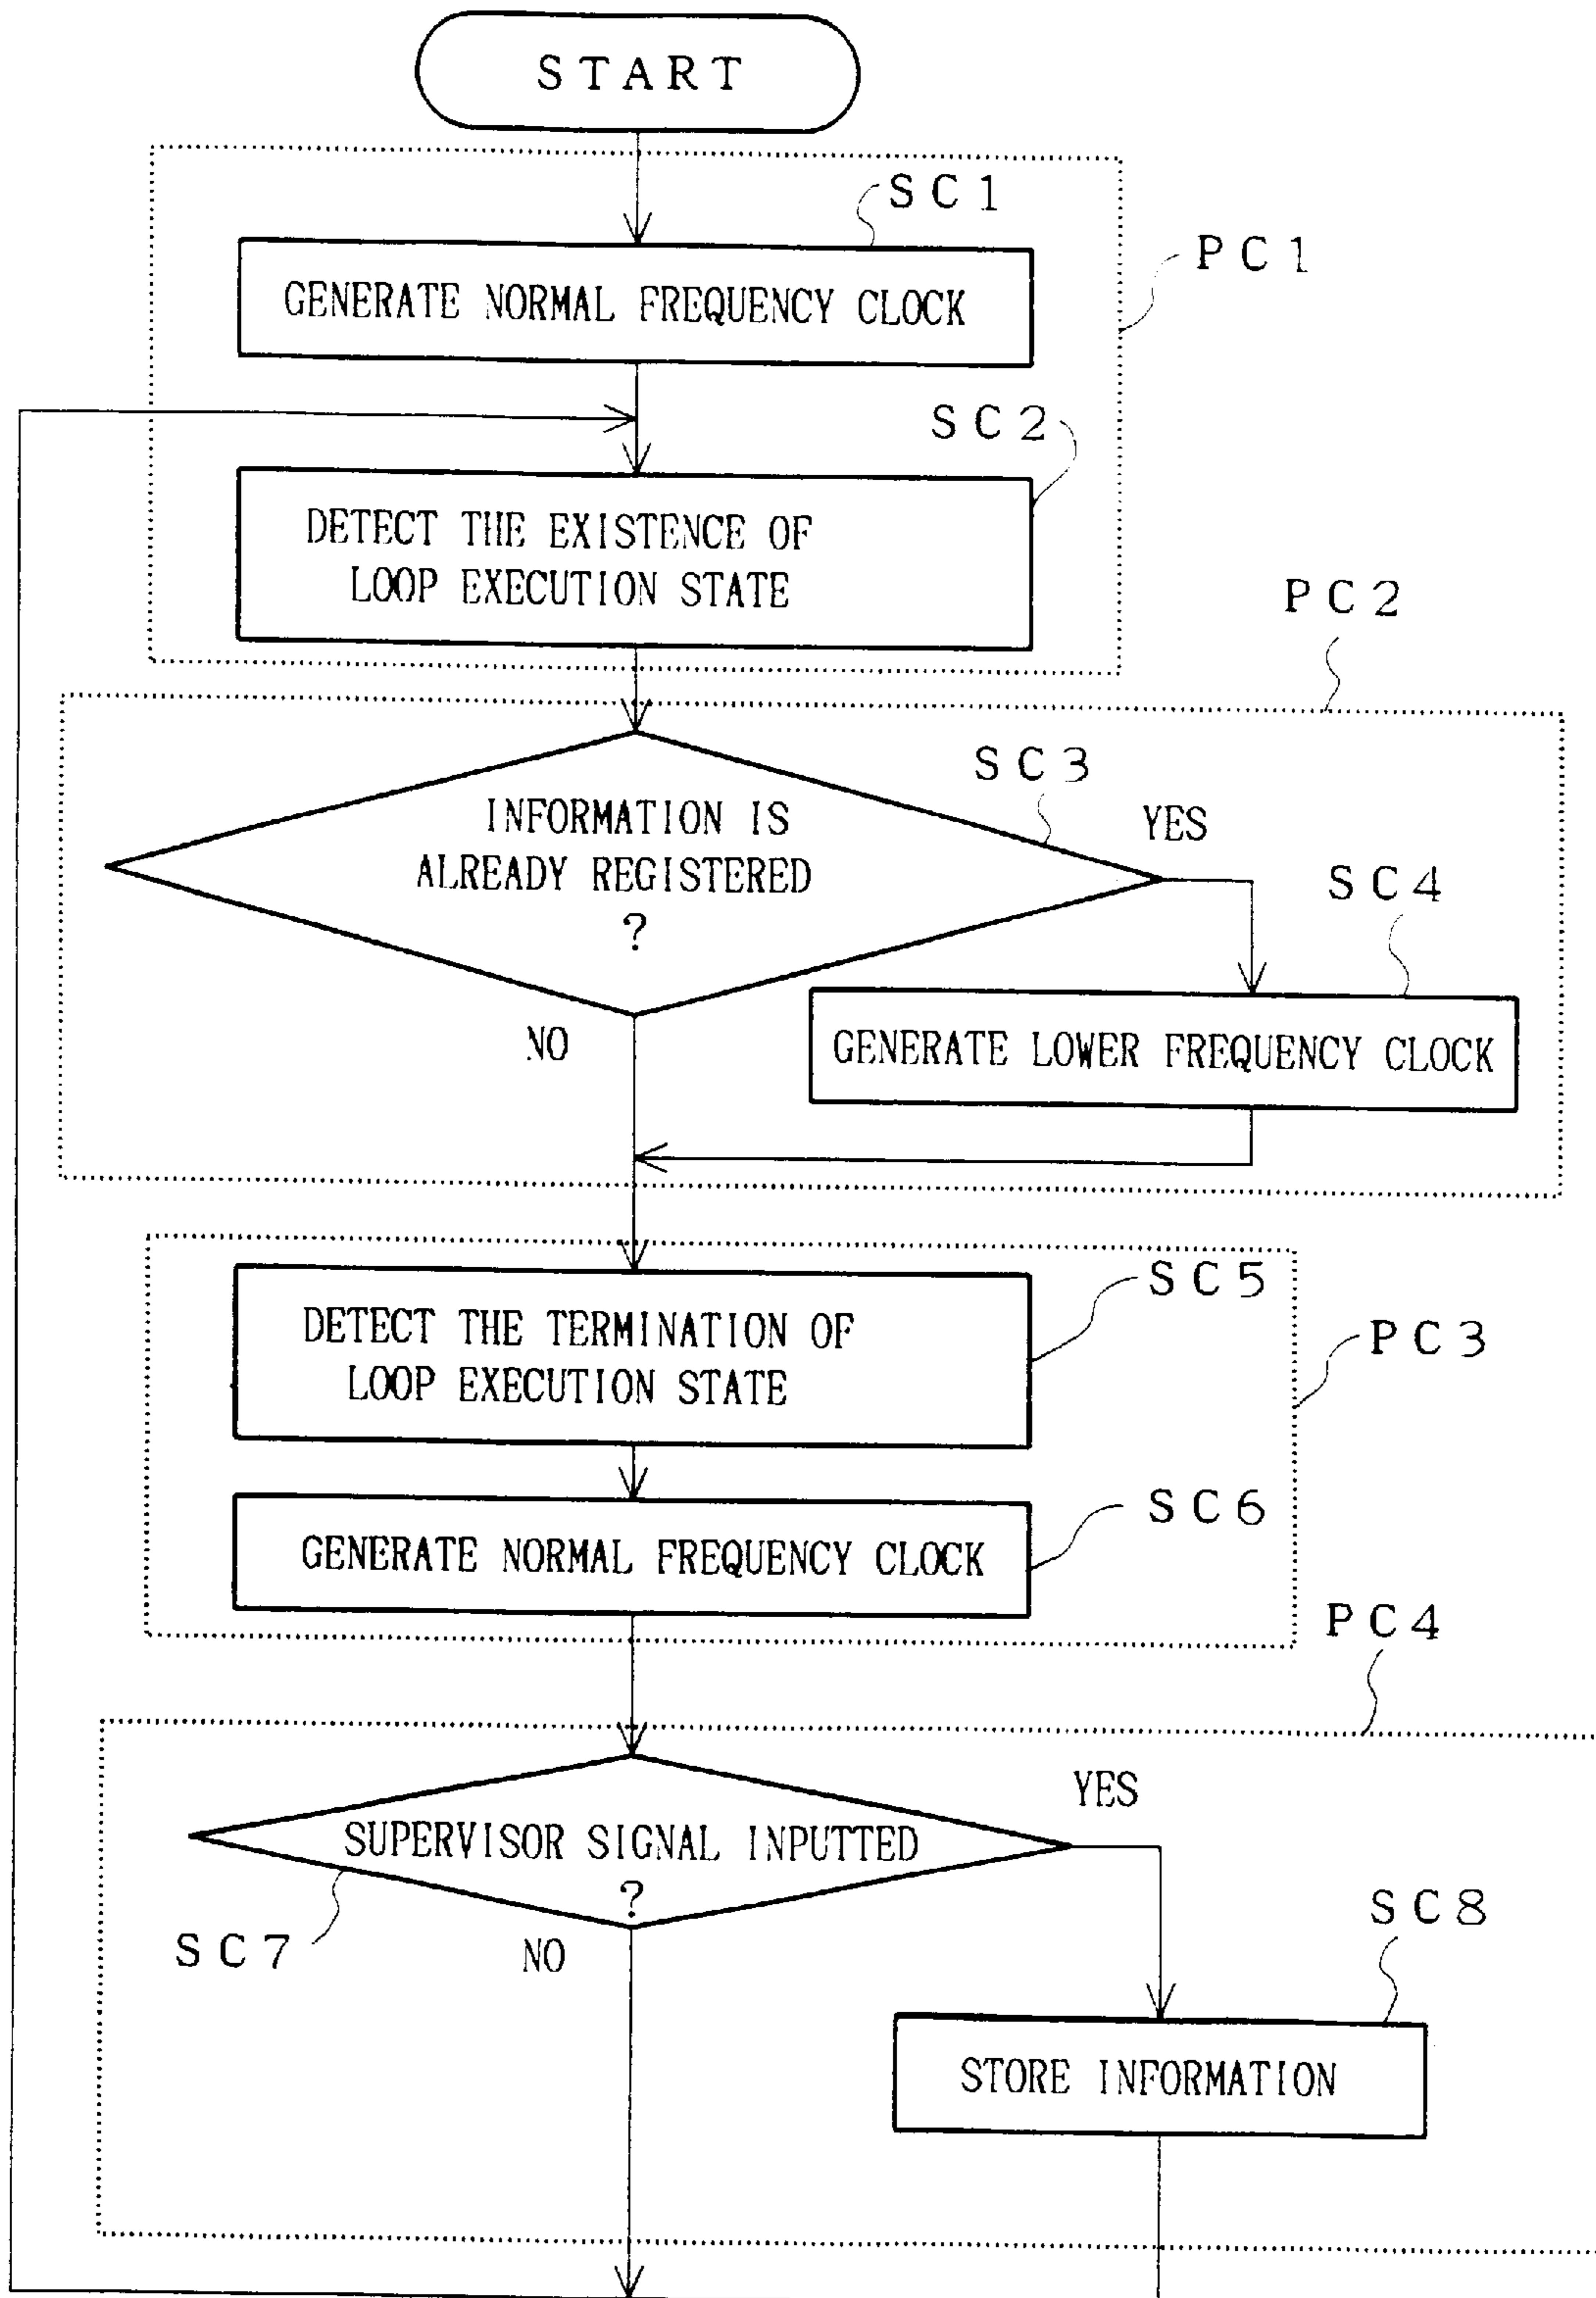 START
SC1
PC1
GENERATE NORMAL FREQUENCY CLOCK
SC2
DETECT THE EXISTENCE OF
LOOP EXECUTION STATE
PC2
SC3
INFORMATION IS
YES
ALREADY REGISTERED
SC4
?
NO
GENERATE LOWER FREQUENCY CLOCK
SC5
DETECT THE TERMINATION OF
PC3
LOOP EXECUTION STATE
SC6
GENERATE NORMAL FREQUENCY CLOCK
PC4
YES
SUPERVISOR SIGNAL INPUTTED
?
SC8
SC7
NO
STORE INFORMATION